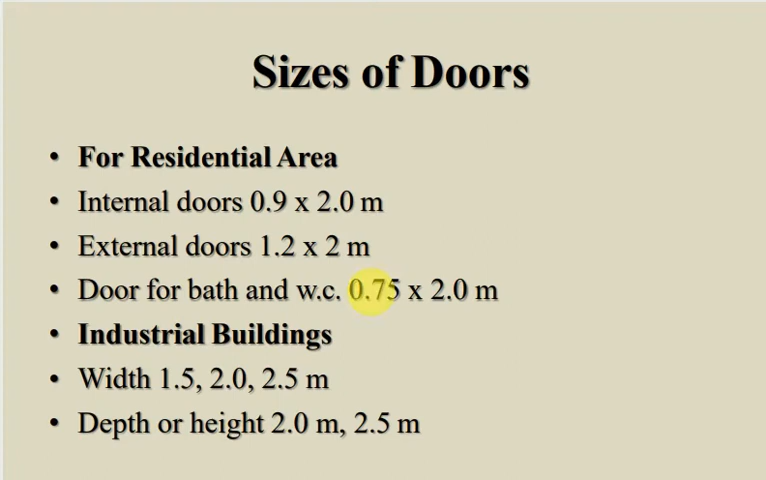 Sizes of Doors
• For Residential Area
• Internal doors 0.9 x 2.0 m
• External doors 1.2 x 2 m
• Door for bath and w.c. 0.75 x 2.0 m
• Industrial Buildings
• Width 1.5, 2.0, 2.5 m
• Depth or height 2.0 m, 2.5 m